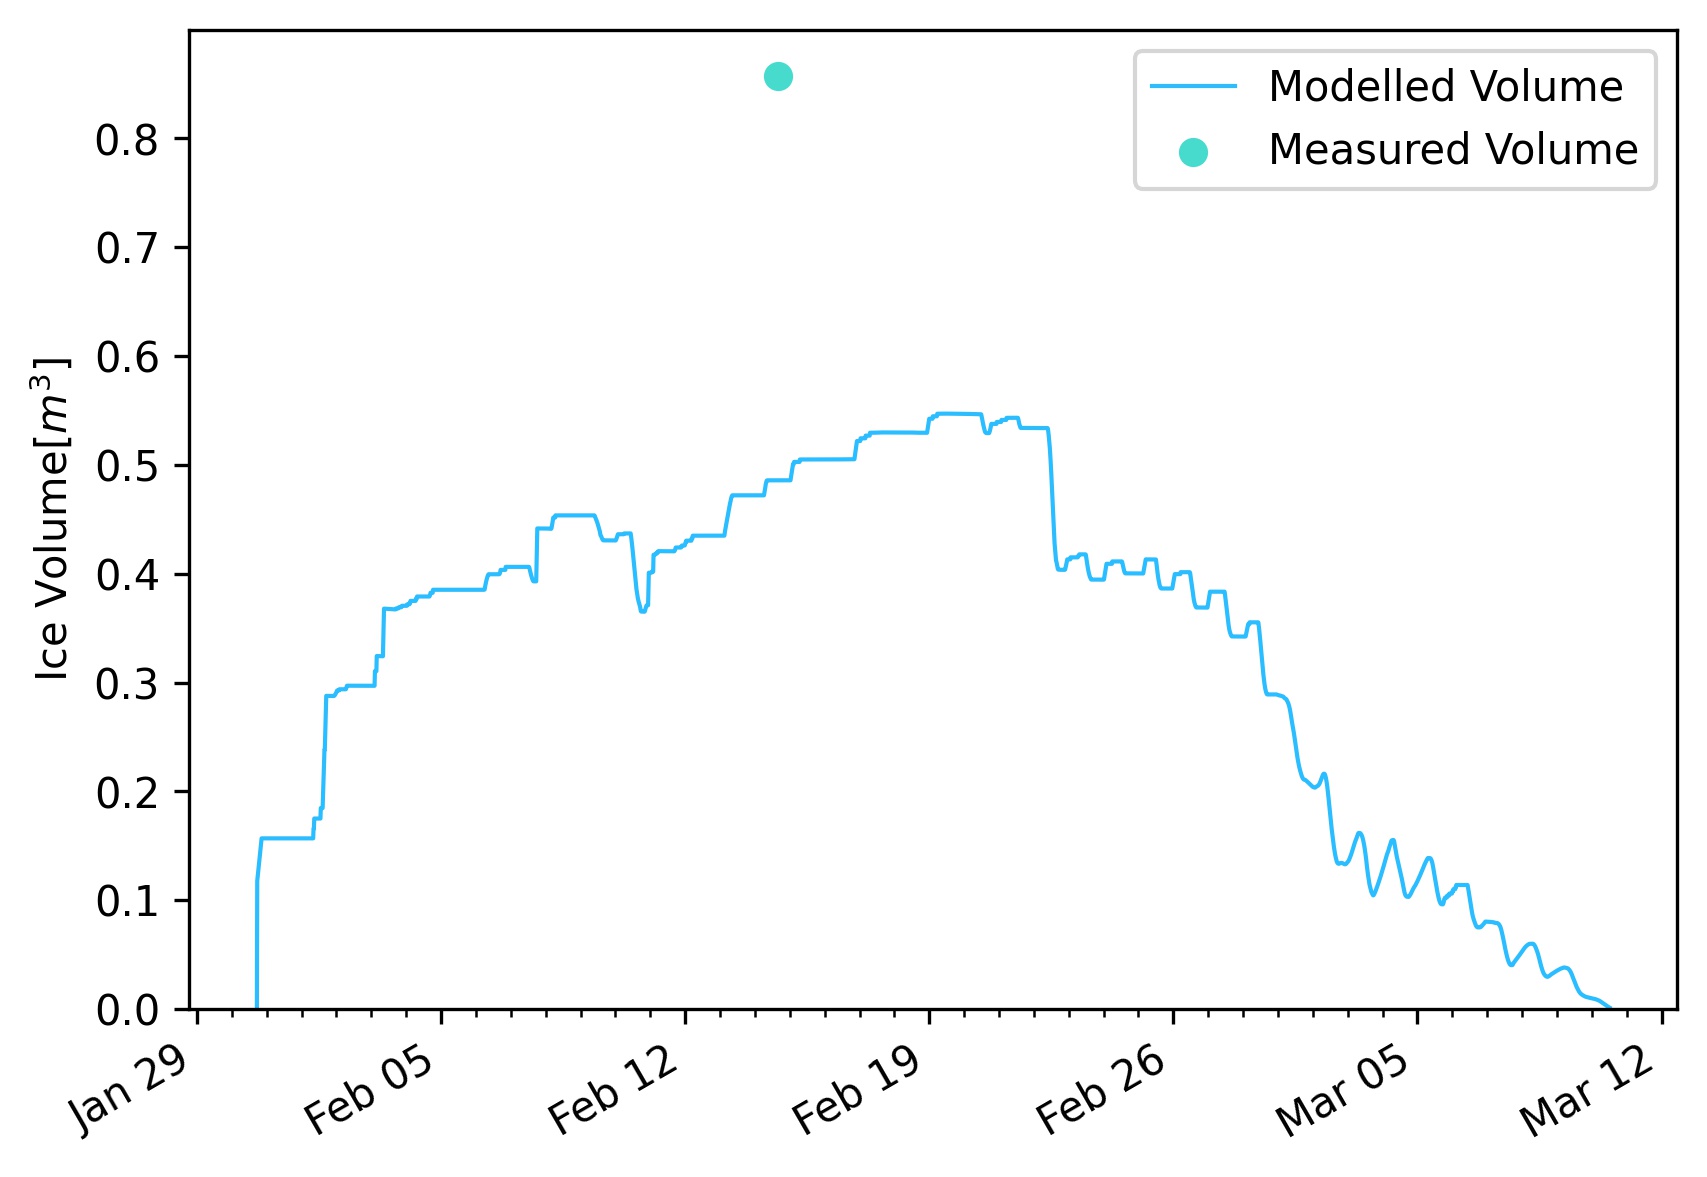 Modelled Volume
Measured Volume
Ice Volume[m³]
0.8
0.7
0.6
0.5
0.4
0.3
0.2
0.1
0.0
Jan 29
Feb 05
Feb 12
Feb 19
Feb 26
Mar 05
Mar 12